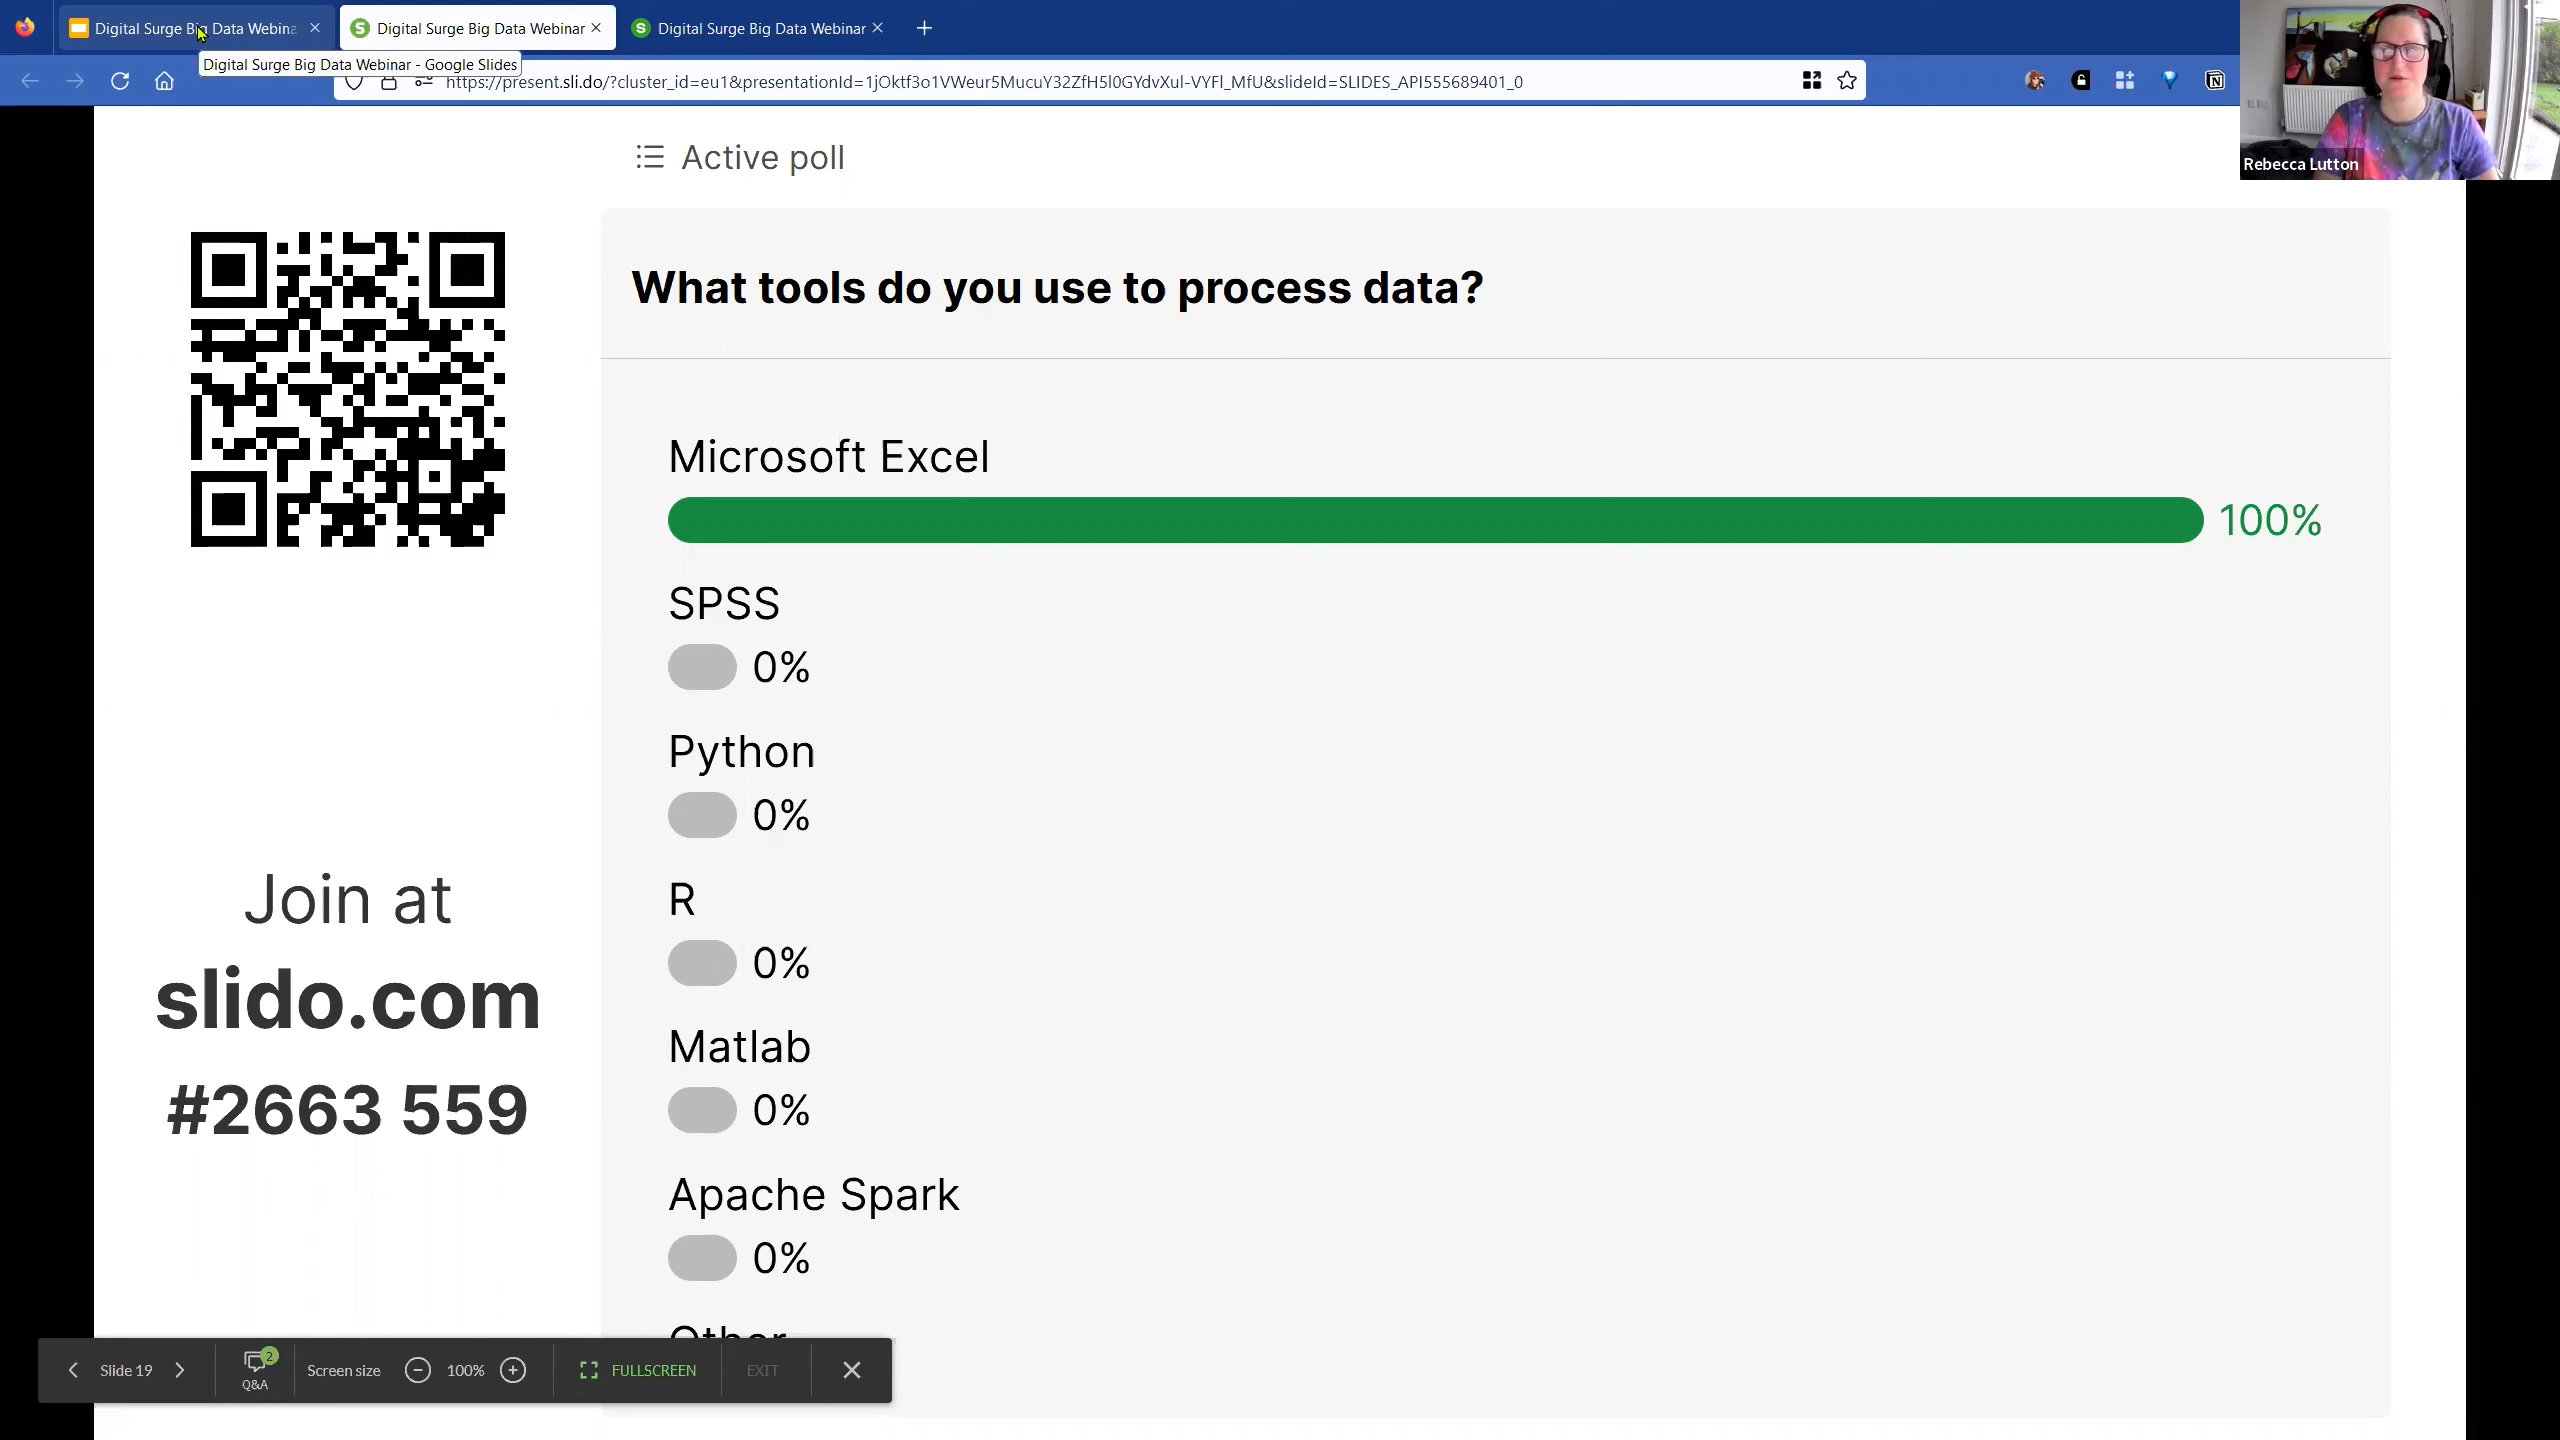 Digital Surge Big Data Webina
Digital Surge Big Data Webinar
Digital Surge Big Data Webinar
Digital Surge Big Data Webinar - Google Slides
https://present.sli.do/?cluster_id=eu1&presentationId=1jOktf3o1VWeur5MucuY32ZfH5l0GYdvXul-VYFl_MfU&slideId=SLIDES_API555689401_0
Rebecca Lutton
Active poll
What tools do you use to process data?
Microsoft Excel
100%
SPSS
0%
Python
0%
R
0%
Matlab
0%
Apache Spark
0%
Other
Join at
slido.com
#2663 559
Slide 19
2
Q&A
Screen size
100%
FULLSCREEN
EXIT